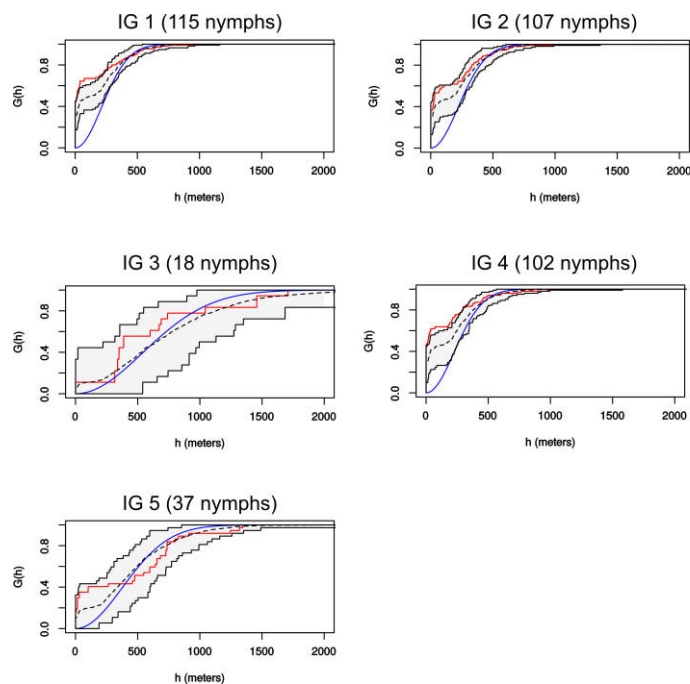 IG 1 (115 nymphs)
G(h)
0.0 0.4 0.8
0 500 1000 1500 2000
h (meters)
IG 2 (107 nymphs)
G(h)
0.0 0.4 0.8
0 500 1000 1500 2000
h (meters)
IG 3 (18 nymphs)
G(h)
0.0 0.4 0.8
0 500 1000 1500 2000
h (meters)
IG 4 (102 nymphs)
G(h)
0.0 0.4 0.8
0 500 1000 1500 2000
h (meters)
IG 5 (37 nymphs)
G(h)
0.0 0.4 0.8
0 500 1000 1500 2000
h (meters)